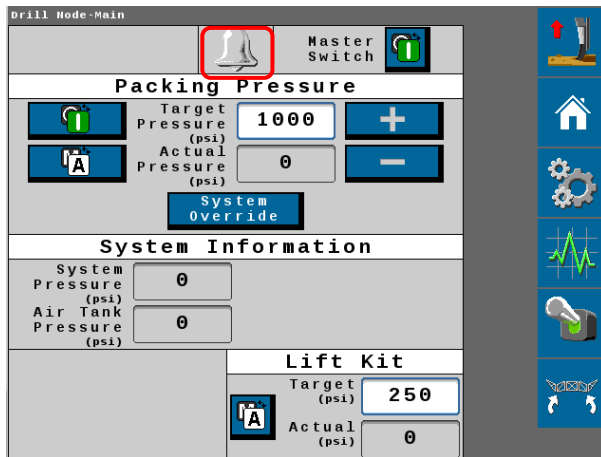 Drill Node-Main
Master
Switch
Packing Pressure
Target
Pressure
(psi)
1000
Actual
Pressure
(psi)
0
A
System
Override
System Information
System
Pressure
(psi)
0
Air Tank
Pressure
(psi)
0
Lift Kit
Target
(psi)
250
A
Actual
(psi)
0